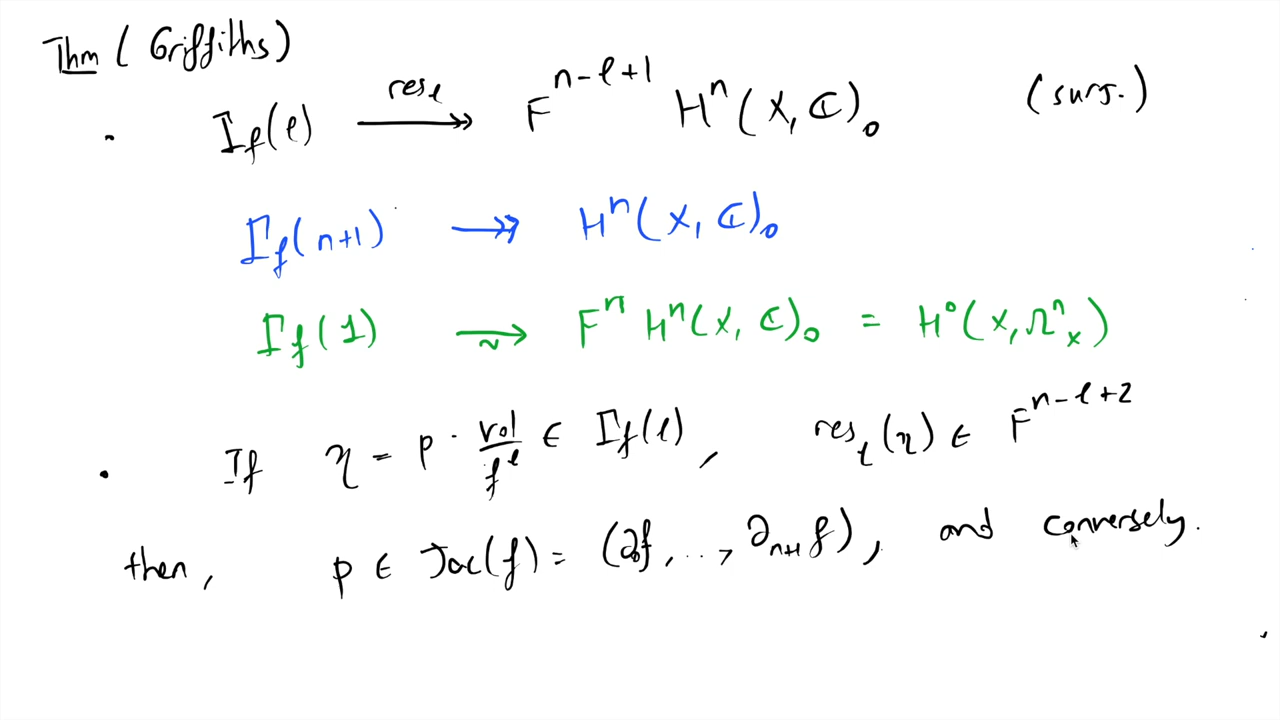 Thm (Griffiths)
• I_f(ℓ) —res_ℓ↠ F^{n-ℓ+1} H^n(X, ℂ)_0 (surj.)
I_f(n+1) ↠ H^n(X, ℂ)_0
I_f(1) ⥲ F^n H^n(X, ℂ)_0 = H^0(X, Ω^n_X)
• If η = p · vol/f^ℓ ∈ I_f(ℓ), res_ℓ(η) ∈ F^{n-ℓ+2}
then, p ∈ Jac(f) = (∂_0f, ..., ∂_{n+1}f), and conversely.